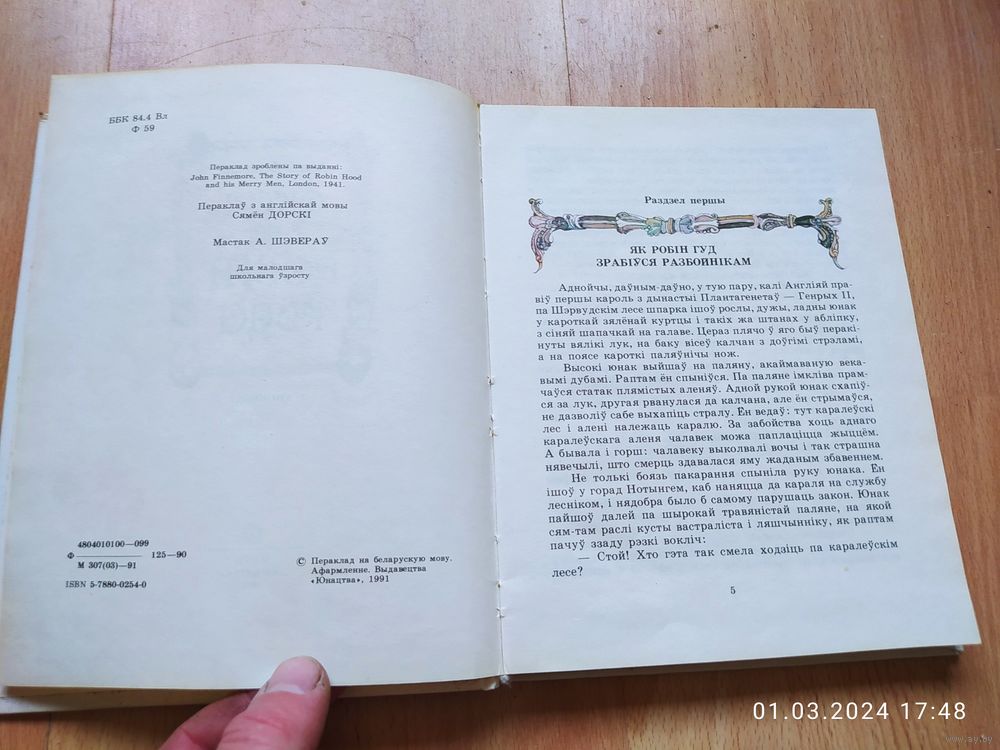 ББК 84.4 Вл
Ф 59
Пераклад зроблены па выданні:
John Finnemore, The Story of Robin Hood
and his Merry Men, London, 1941.
Пераклаў з англійскай мовы
Сямён ДОРСКІ
Мастак А. ШЭВЕРАЎ
Для малодшага
школьнага ўзросту
4804010100—099
Ф 125—90
М 307(03)—91
ISBN 5-7880-0254-0
© Пераклад на беларускую мову.
Афармленне. Выдавецтва
«Юнацтва», 1991
Раздзел першы
ЯК РОБІН ГУД
ЗРАБІЎСЯ РАЗБОЙНІКАМ
Аднойчы, даўным-даўно, у тую пару, калі Англіяй пра-
віў першы кароль з дынастыі Плантагенетаў — Генрых II,
па Шэрвудскім лесе шпарка ішоў рослы, дужы, ладны юнак
у кароткай зялёнай куртцы і такіх жа штанах у абліпку,
з сіняй шапачкай на галаве. Цераз плячо ў яго быў перакі-
нуты вялікі лук, на баку вісеў калчан з доўгімі стрэламі,
а на поясе кароткі паляўнічы нож.
Высокі юнак выйшаў на паляну, акаймаваную века-
вымі дубамі. Раптам ён спыніўся. Па паляне імкліва прам-
чаўся статак плямістых аленяў. Адной рукой юнак схапіў-
ся за лук, другая рванулася да калчана, але ён стрымаўся,
не дазволіў сабе выхапіць стралу. Ён ведаў: тут каралеўскі
лес і алені належаць каралю. За забойства хоць аднаго
каралеўскага аленя чалавек можа паплаціцца жыццём.
А бывала і горш: чалавеку выколвалі вочы і так страшна
нявечылі, што смерць здавалася яму жаданым збавеннем.
Не толькі боязь пакарання спыніла руку юнака. Ён
ішоў у горад Нотынгем, каб наняцца да караля на службу
лесніком, і нядобра было б самому парушаць закон. Юнак
пайшоў далей па шырокай травяністай паляне, на якой
сям-там раслі кусты вастраліста і ляшчынніку, як раптам
пачуў ззаду рэзкі вокліч:
— Стой! Хто гэта так смела ходзіць па каралеўскім
лесе?
5
01.03.2024 17:48
www.ay.by